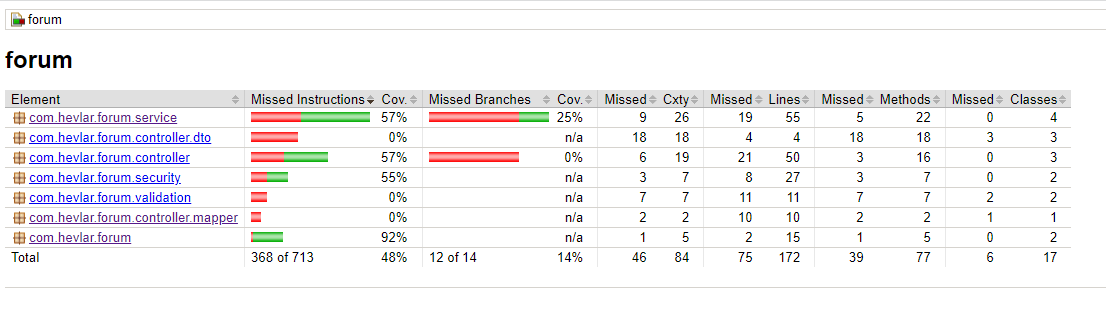 forum
forum
Element Missed Instructions Cov. Missed Branches Cov. Missed Cxty Missed Lines Missed Methods Missed Classes
com.hevlar.forum.service 57% 25% 9 26 19 55 5 22 0 4
com.hevlar.forum.controller.dto 0% n/a 18 18 4 4 18 18 3 3
com.hevlar.forum.controller 57% 0% 6 19 21 50 3 16 0 3
com.hevlar.forum.security 55% n/a 3 7 8 27 3 7 0 2
com.hevlar.forum.validation 0% n/a 7 7 11 11 7 7 2 2
com.hevlar.forum.controller.mapper 0% n/a 2 2 10 10 2 2 1 1
com.hevlar.forum 92% n/a 1 5 2 15 1 5 0 2
Total 368 of 713 48% 12 of 14 14% 46 84 75 172 39 77 6 17